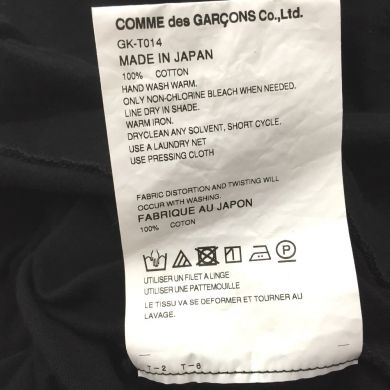 COMME des GARÇONS Co.,Ltd.
GK-T014
MADE IN JAPAN
100% COTTON
HAND WASH WARM.
ONLY NON-CHLORINE BLEACH WHEN NEEDED,
LINE DRY IN SHADE.
WARM IRON.
DRYCLEAN ANY SOLVENT, SHORT CYCLE.
USE A LAUNDRY NET
USE PRESSING CLOTH
FABRIC DISTORTION AND TWISTING WILL
OCCUR WITH WASHING.
FABRIQUE AU JAPON
100% COTON
P
UTILISER UN FILET A LINGE
UTILISER UNE PATTEMOUILLE
LE TISSU VA SE DEFORMER ET TOURNER AU
LAVAGE.
T-2 T-6